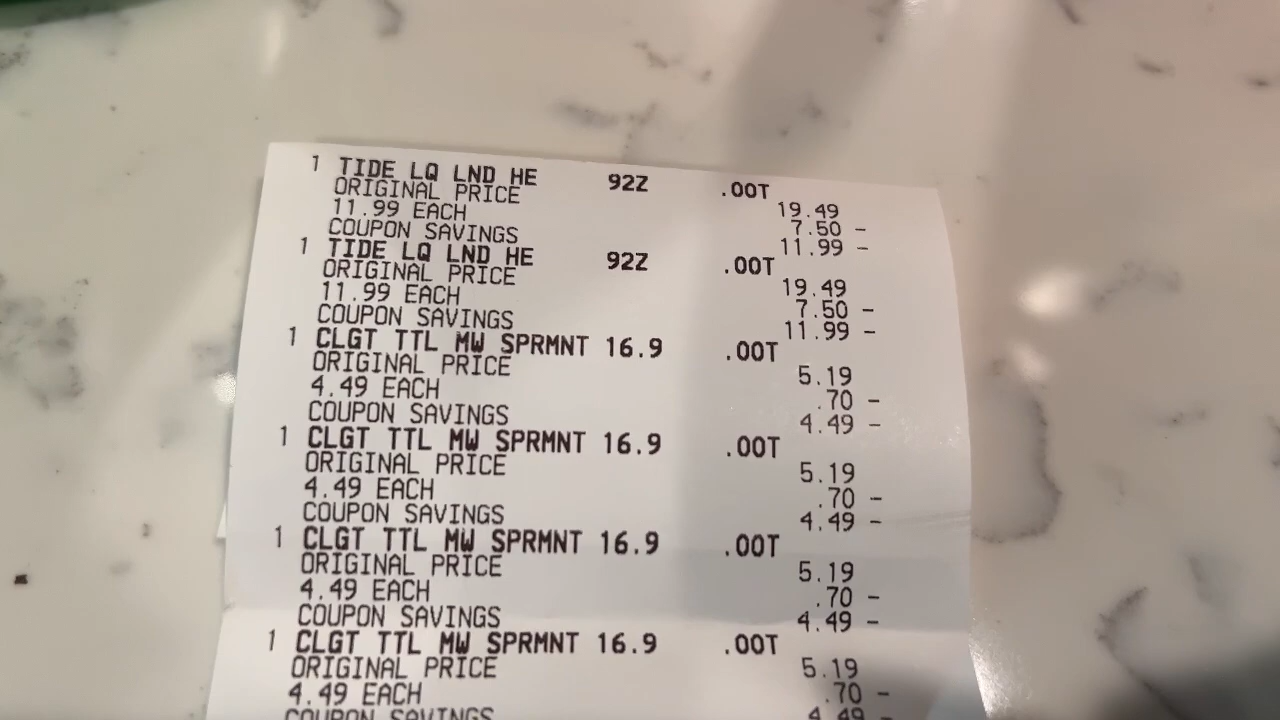 1 TIDE LQ LND HE 92Z .00T
ORIGINAL PRICE 19.49
11.99 EACH 7.50 -
COUPON SAVINGS 11.99 -
1 TIDE LQ LND HE 92Z .00T
ORIGINAL PRICE 19.49
11.99 EACH 7.50 -
COUPON SAVINGS 11.99 -
1 CLGT TTL MW SPRMNT 16.9 .00T
ORIGINAL PRICE 5.19
4.49 EACH .70 -
COUPON SAVINGS 4.49 -
1 CLGT TTL MW SPRMNT 16.9 .00T
ORIGINAL PRICE 5.19
4.49 EACH .70 -
COUPON SAVINGS 4.49 -
1 CLGT TTL MW SPRMNT 16.9 .00T
ORIGINAL PRICE 5.19
4.49 EACH .70 -
COUPON SAVINGS 4.49 -
1 CLGT TTL MW SPRMNT 16.9 .00T
ORIGINAL PRICE 5.19
4.49 EACH .70 -
COUPON SAVINGS 4.49 -